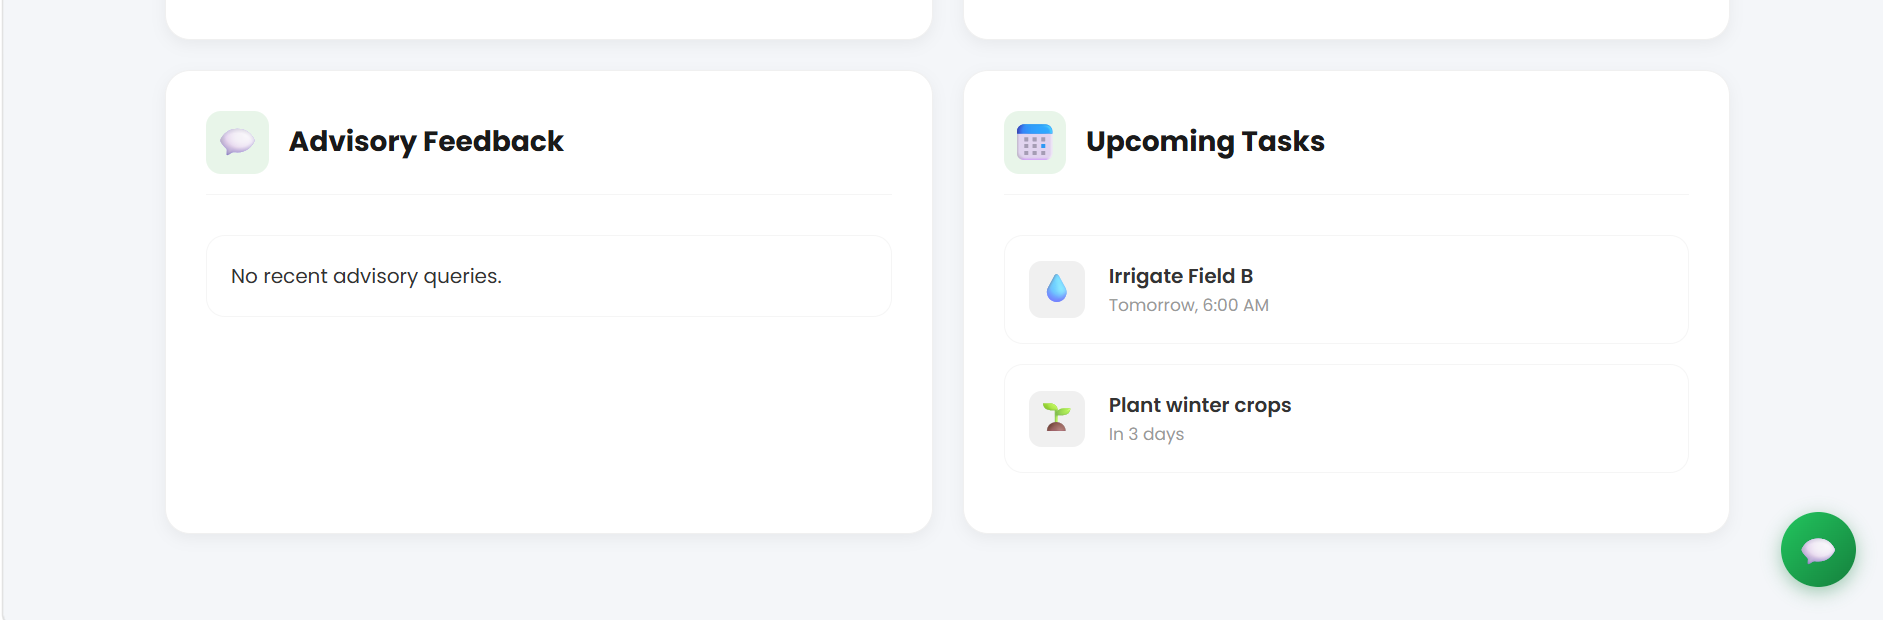 Advisory Feedback
No recent advisory queries.
Upcoming Tasks
Irrigate Field B
Tomorrow, 6:00 AM
Plant winter crops
In 3 days